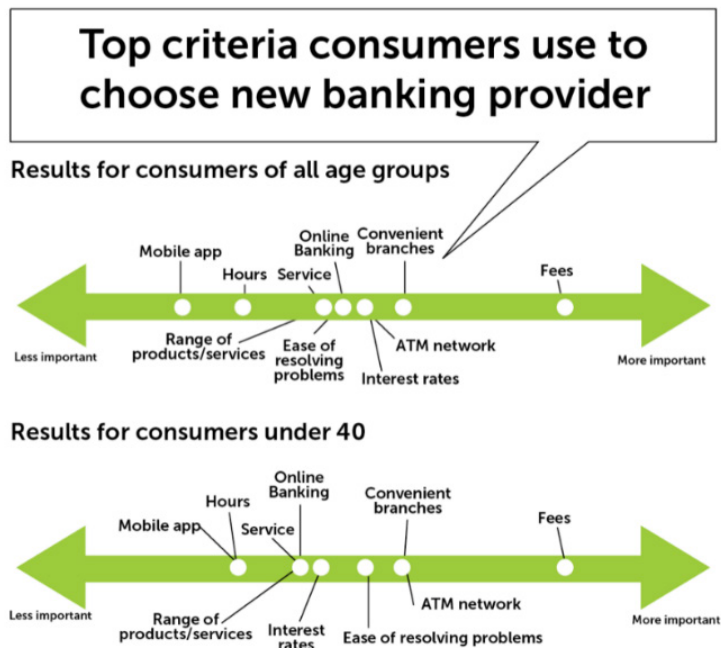 Top criteria consumers use to
choose new banking provider
Results for consumers of all age groups
Mobile app
Hours
Service
Online
Banking
Convenient
branches
Fees
Less important
Range of
products/services
Ease of
resolving
problems
Interest rates
ATM network
More important
Results for consumers under 40
Mobile app
Hours
Service
Online
Banking
Convenient
branches
Fees
Less important
Range of
products/services
Interest
rates
Ease of resolving problems
ATM network
More important